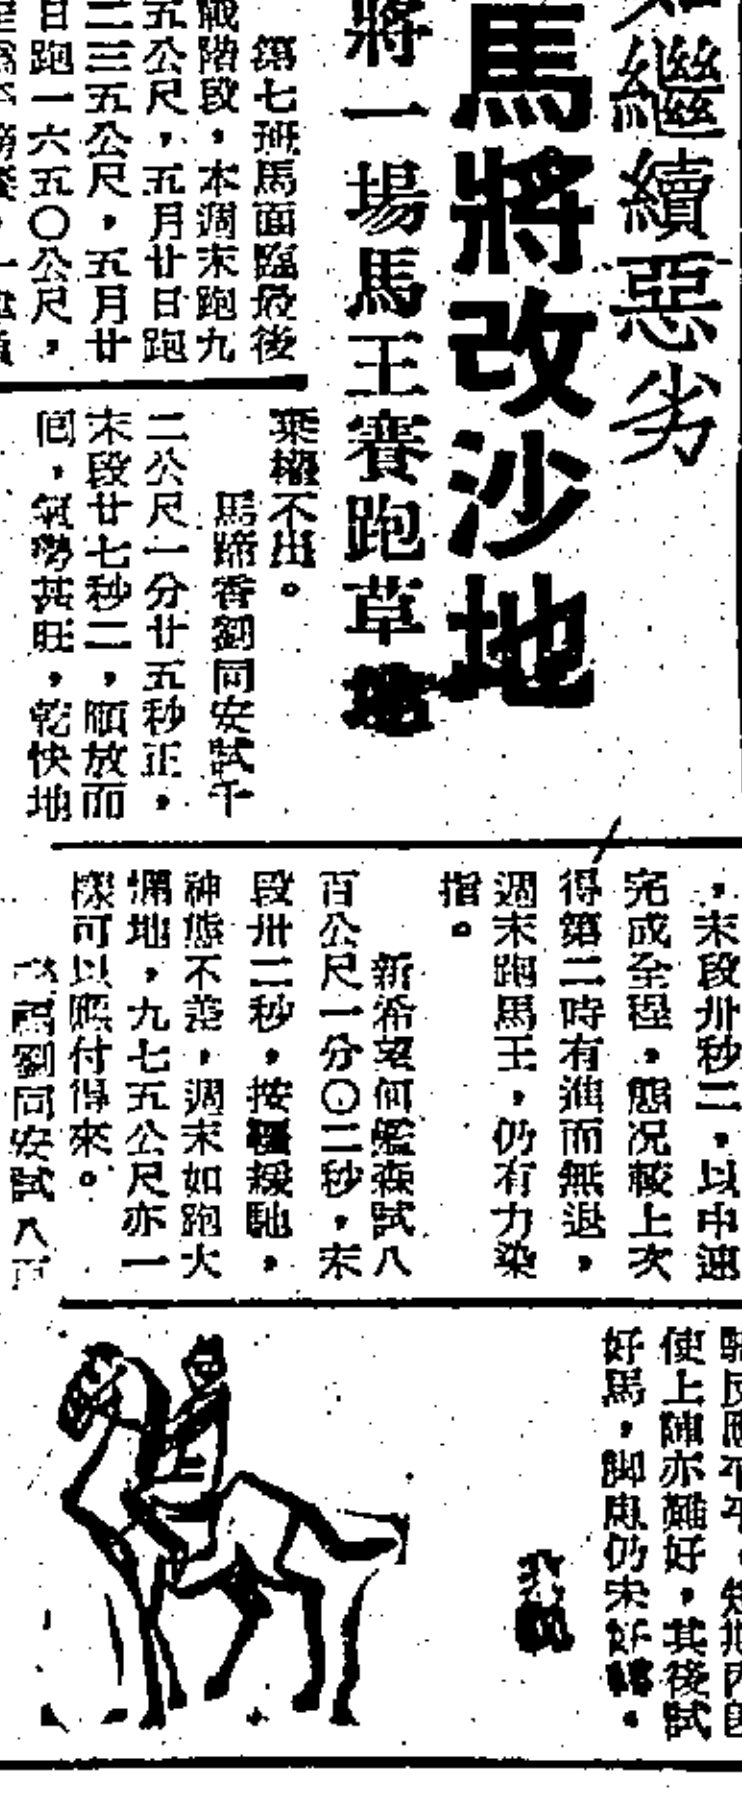 繼續惡劣
馬將改沙地
將一場馬王賽跑草地
第七班馬面臨最後
戰階段，本週末跑九
五公尺，五月廿日跑
二三五公尺，五月廿
日跑一六五〇公尺，
棄權不出。
馬蹄香劉同安試千
二公尺一分廿五秒正，
末段廿七秒二，順放而
回，氣勢甚旺，乾快地
，末段卅秒二，以中速
完成全程，態況較上次
得第二時有進而無退，
週末跑馬王，仍有力染
指。
新希望何艦森試八
百公尺一分〇二秒，末
段卅二秒，按韁緩馳，
神態不差，週末如跑大
爛地，九七五公尺亦一
樣可以應付得來。
劉同安試八百
使上陣亦難好，其後試
好馬，脚患仍未好